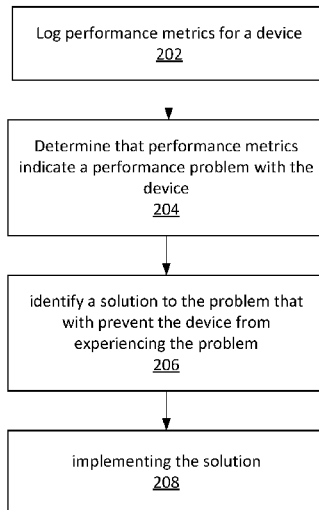 Log performance metrics for a device
202
Determine that performance metrics
indicate a performance problem with the
device
204
identify a solution to the problem that
with prevent the device from
experiencing the problem
206
implementing the solution
208